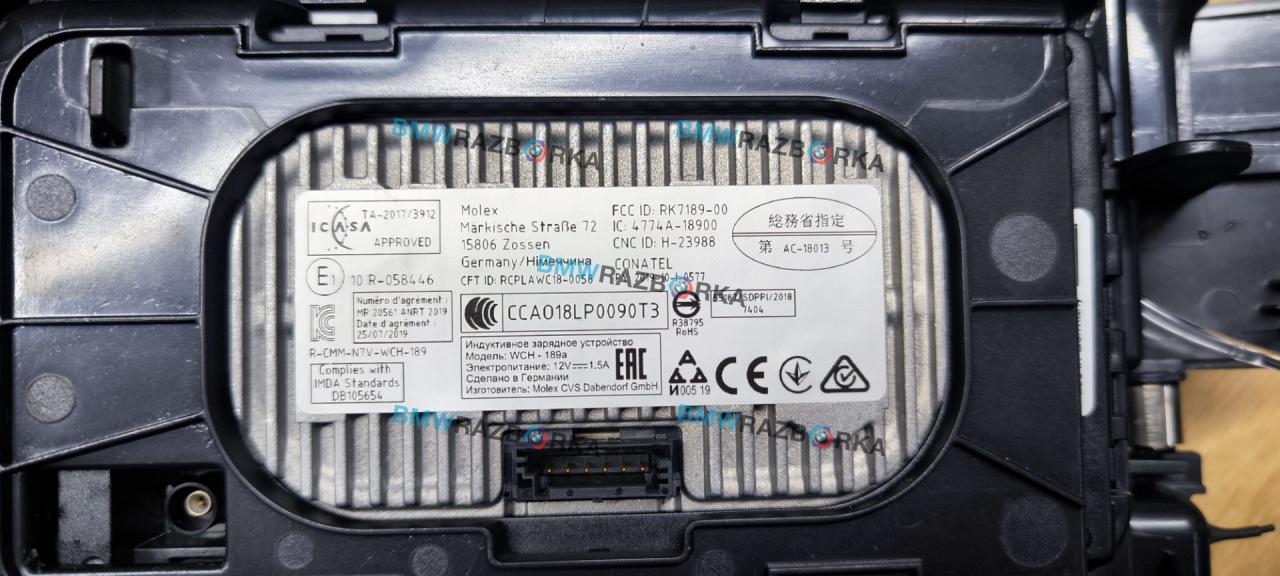 BMWRAZBORKA
BMWRAZBORKA
ICASA
TA-2017/3912
APPROVED
E1
10 R-058446
Numéro d'agrément :
MR 20561 ANRT 2019
Date d'agrément :
25/07/2019
R-CMM-N7V-WCH-189
Complies with
IMDA Standards
DB105654
Molex
Märkische Straße 72
15806 Zossen
Germany/Німеччина
CFT ID: RCPLAWC18-0058
FCC ID: RK7189-00
IC: 4774A-18900
CNC ID: H-23988
CONATEL
総務省指定
第 AC-18013 号
BMWRAZBORKA
CCAO18LP0090T3
R38795
RoHS
SDPPI/2018
7404
Индуктивное зарядное устройство
Модель: WCH - 189a
Электропитание: 12V 1.5A
Сделано в Германии
Изготовитель: Molex CVS Dabendorf GmbH
EAC
И005 19
CE
BMWRAZBORKA
BMWRAZBORKA